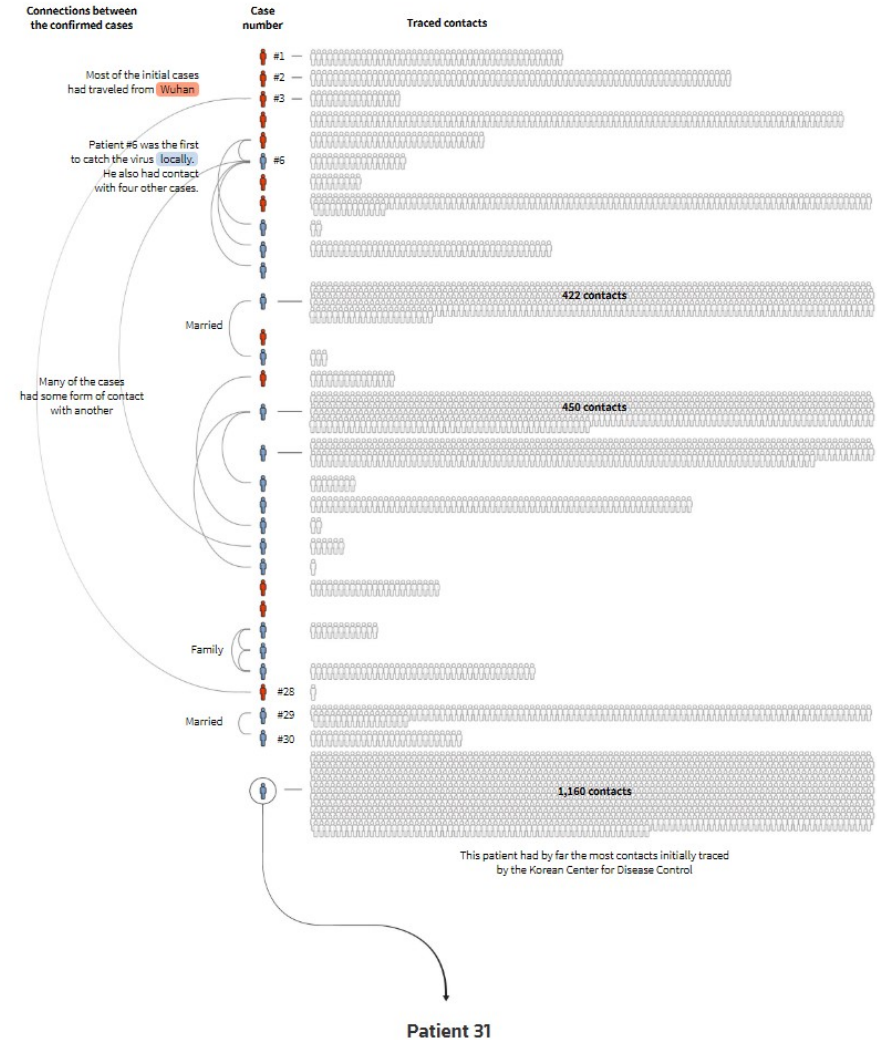 Connections between
the confirmed cases
Case
number
Traced contacts
#1
Most of the initial cases
had traveled from Wuhan
#2
#3
Patient #6 was the first
to catch the virus locally.
He also had contact
with four other cases.
#6
422 contacts
Married
Many of the cases
had some form of contact
with another
450 contacts
Family
#28
Married
#29
#30
1,160 contacts
This patient had by far the most contacts initially traced
by the Korean Center for Disease Control
Patient 31